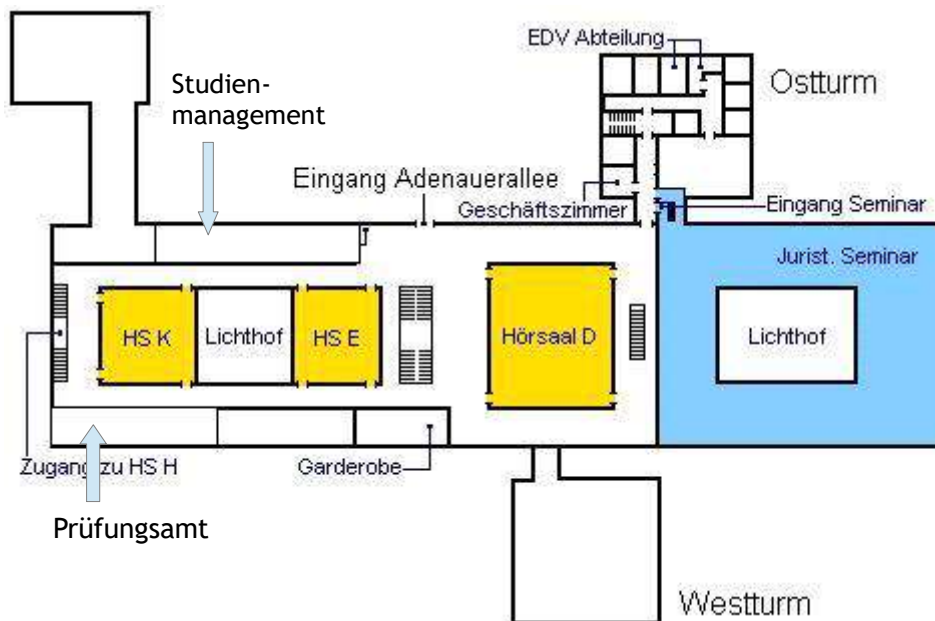 EDV Abteilung
Ostturm
Studien-
management
Eingang Adenauerallee
Geschäftszimmer
Eingang Seminar
Jurist. Seminar
HS K
Lichthof
HS E
Hörsaal D
Lichthof
Zugang zu HS H
Garderobe
Prüfungsamt
Westturm